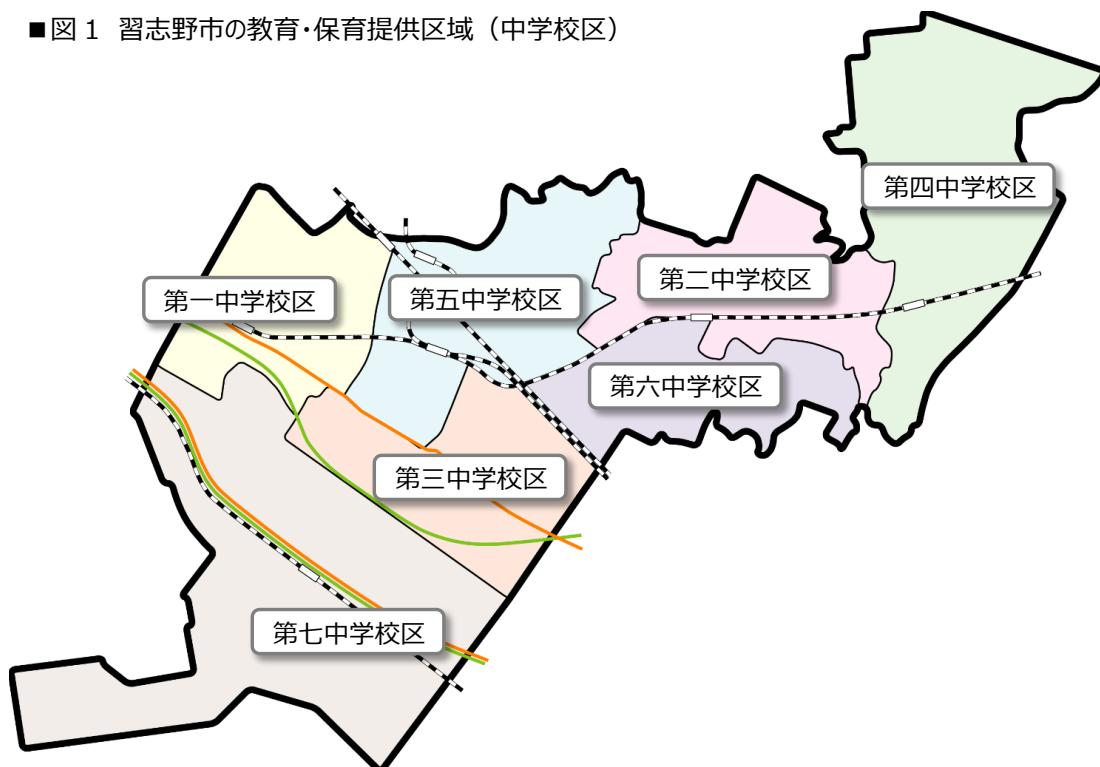 ■図1 習志野市の教育・保育提供区域（中学校区）
第四中学校区
第二中学校区
第一中学校区
第五中学校区
第六中学校区
第三中学校区
第七中学校区